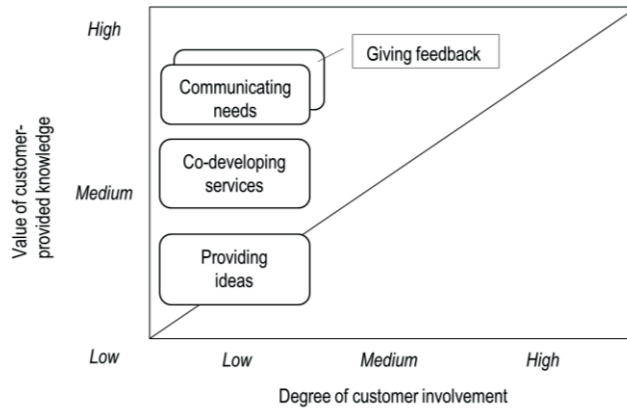 High
Giving feedback
Communicating
needs
Co-developing
services
Medium
Value of customer-
provided knowledge
Providing
ideas
Low
Low
Medium
High
Degree of customer involvement